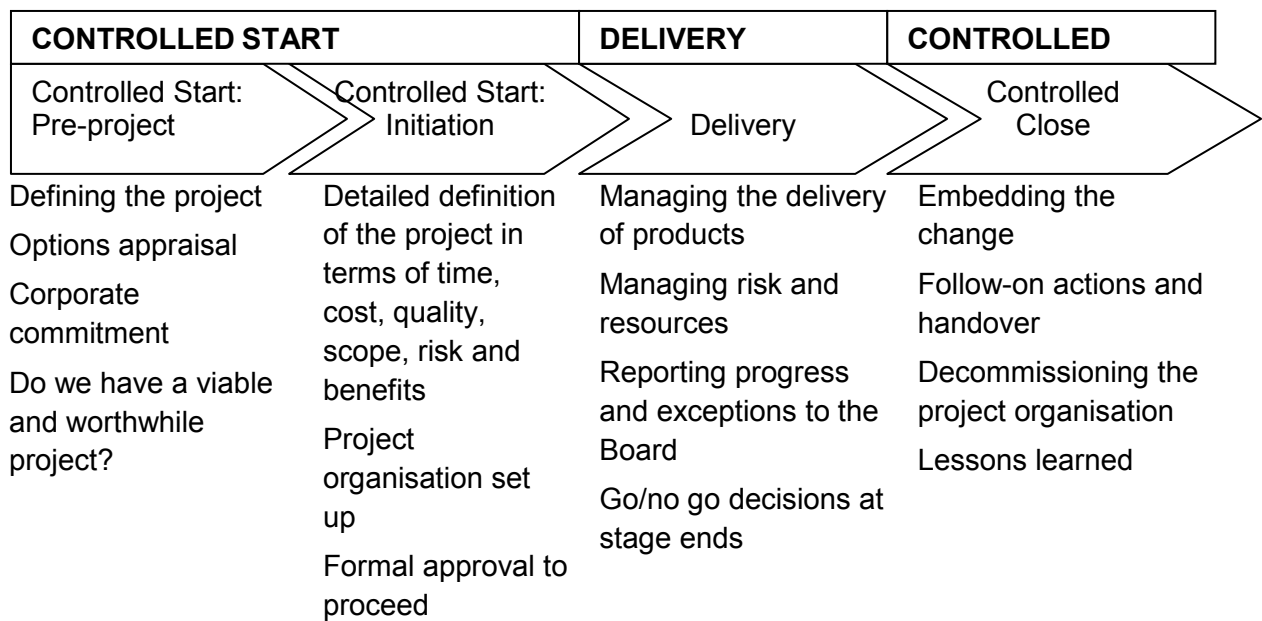 CONTROLLED START
DELIVERY
CONTROLLED
Controlled Start:
Pre-project
Controlled Start:
Initiation
Delivery
Controlled
Close
Defining the project
Options appraisal
Corporate
commitment
Do we have a viable
and worthwhile
project?
Detailed definition
of the project in
terms of time,
cost, quality,
scope, risk and
benefits
Project
organisation set
up
Formal approval to
proceed
Managing the delivery
of products
Managing risk and
resources
Reporting progress
and exceptions to the
Board
Go/no go decisions at
stage ends
Embedding the
change
Follow-on actions and
handover
Decommissioning the
project organisation
Lessons learned